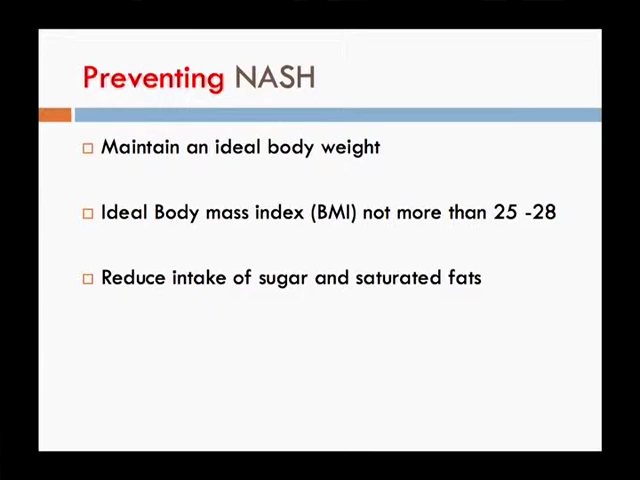 Preventing NASH
Maintain an ideal body weight
Ideal Body mass index (BMI) not more than 25 -28
Reduce intake of sugar and saturated fats